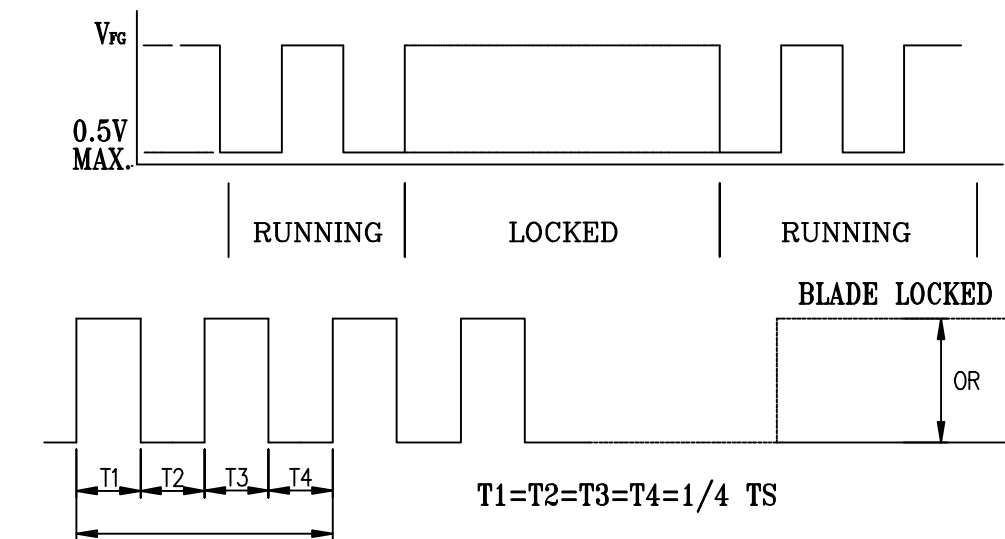 VFG
0.5V
MAX.
RUNNING LOCKED RUNNING
BLADE LOCKED
OR
T1 T2 T3 T4
T1=T2=T3=T4=1/4 TS